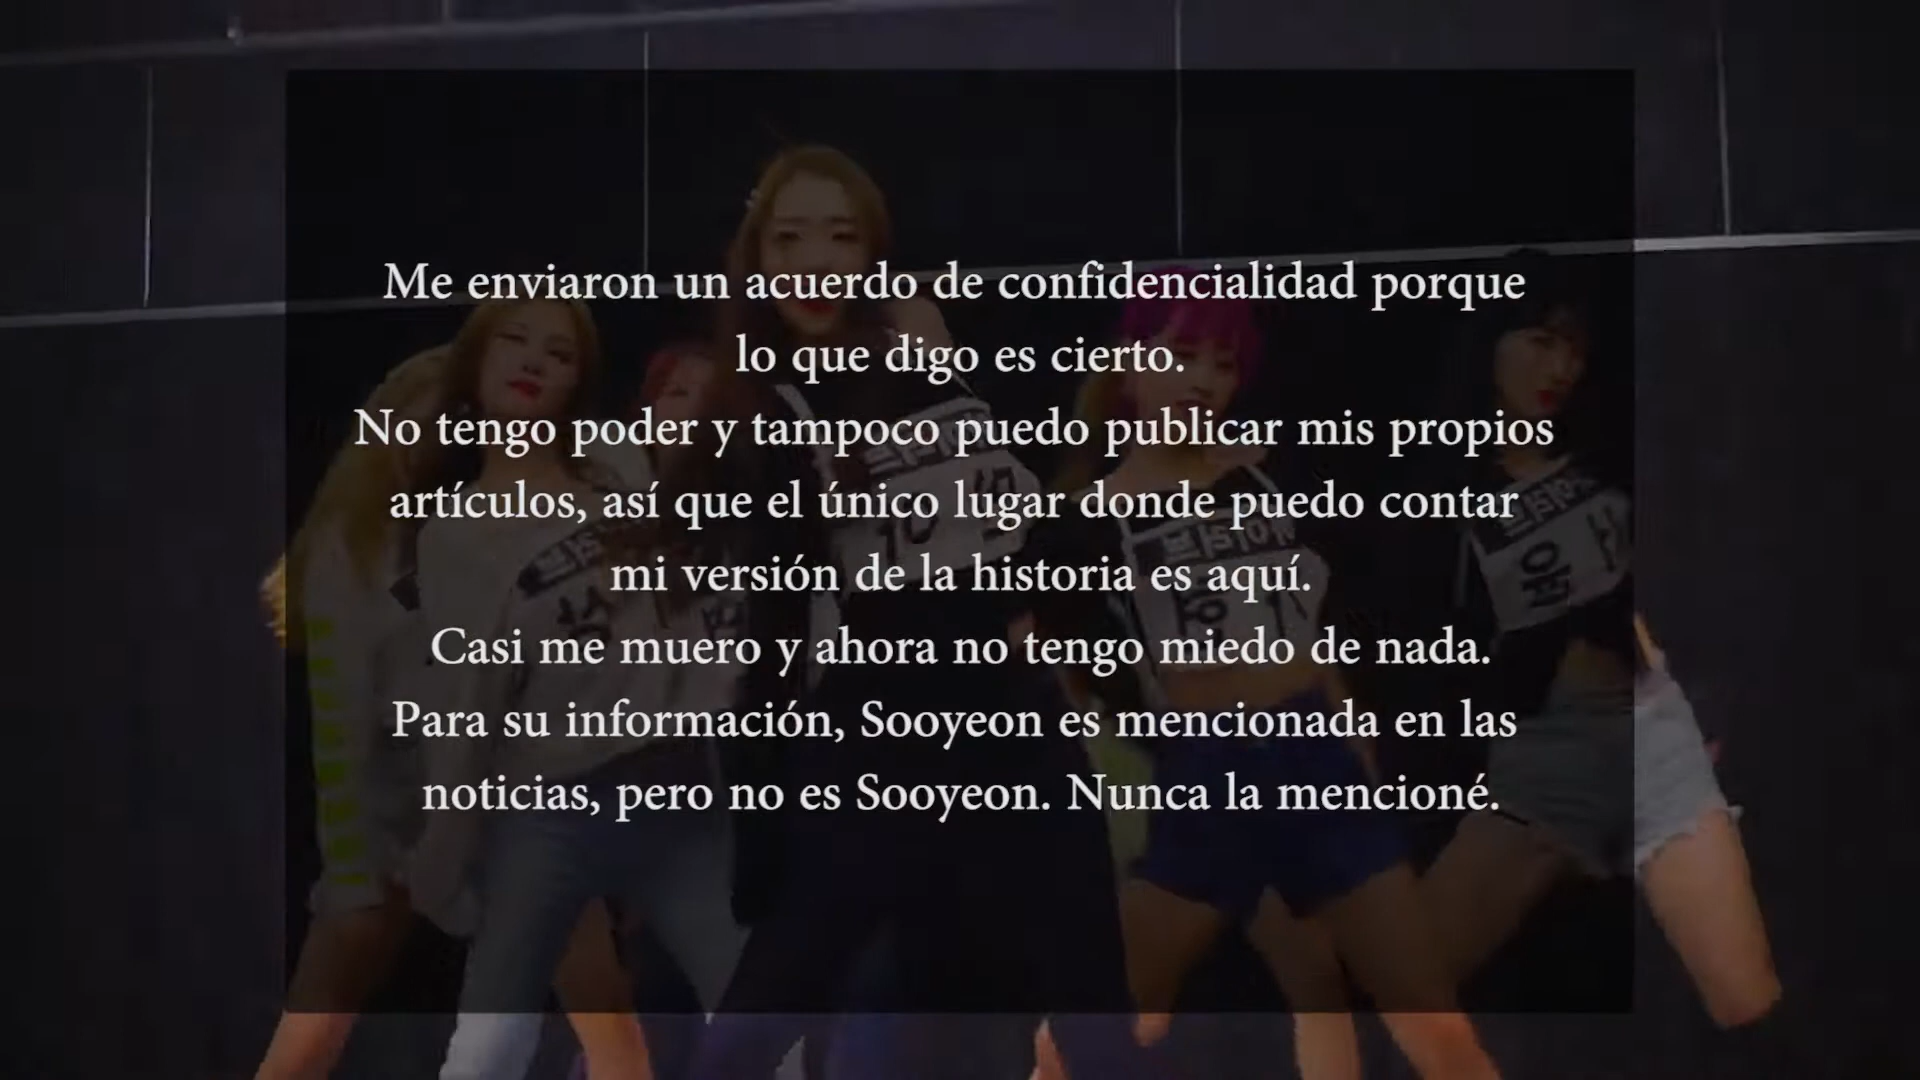 Me enviaron un acuerdo de confidencialidad porque
lo que digo es cierto.
No tengo poder y tampoco puedo publicar mis propios
artículos, así que el único lugar donde puedo contar
mi versión de la historia es aquí.
Casi me muero y ahora no tengo miedo de nada.
Para su información, Sooyeon es mencionada en las
noticias, pero no es Sooyeon. Nunca la mencioné.